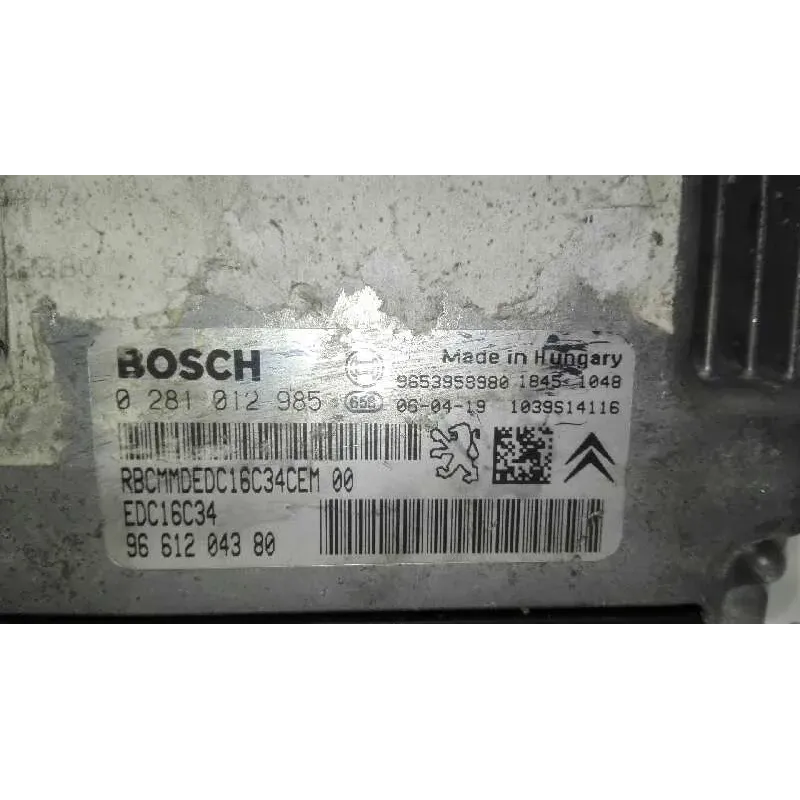 BOSCH
Made in Hungary
9653958980 1845 1048
0 281 012 985
06-04-19 1039S14116
RBCMMDEDC16C34CEM 00
EDC16C34
96 612 043 80